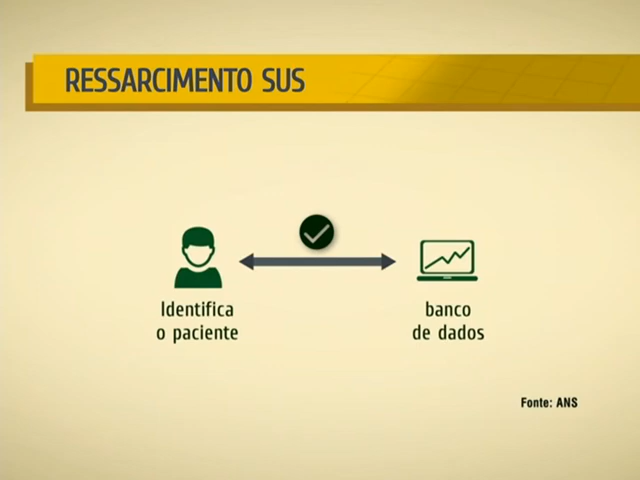 RESSARCIMENTO SUS
Identifica
o paciente
banco
de dados
Fonte: ANS